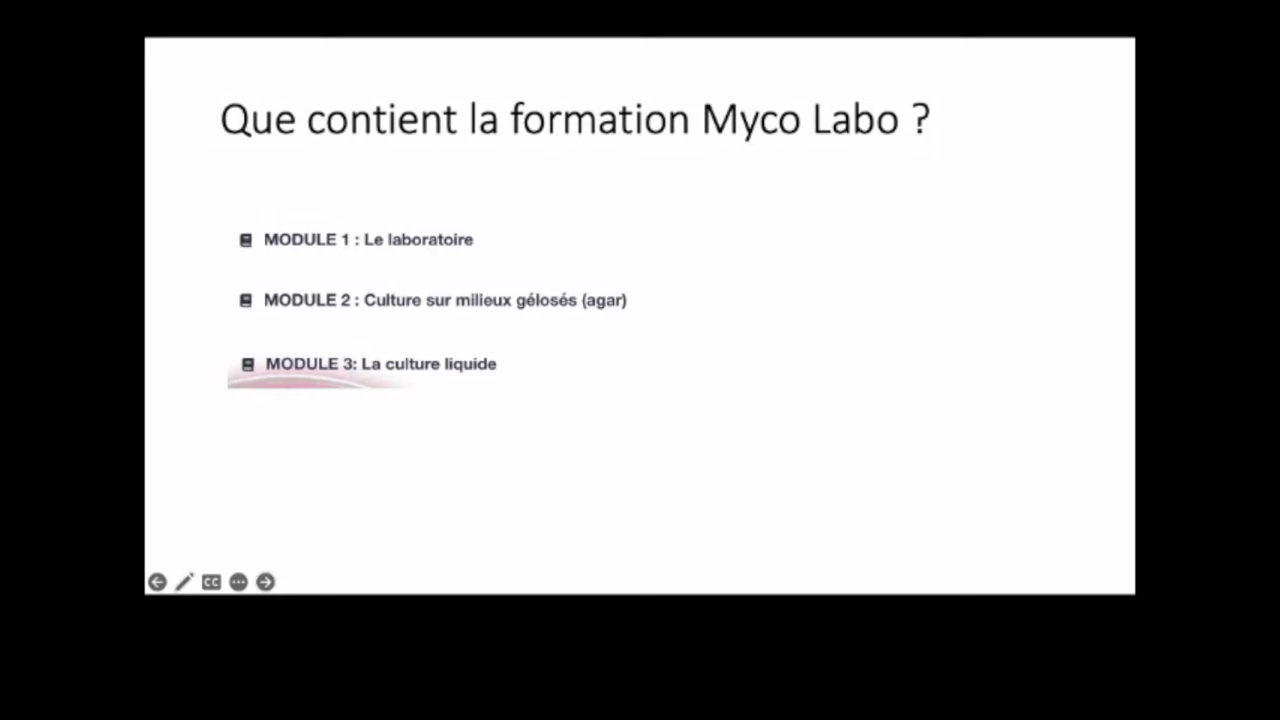 Que contient la formation Myco Labo ?
MODULE 1 : Le laboratoire
MODULE 2 : Culture sur milieux gélosés (agar)
MODULE 3: La culture liquide
CC